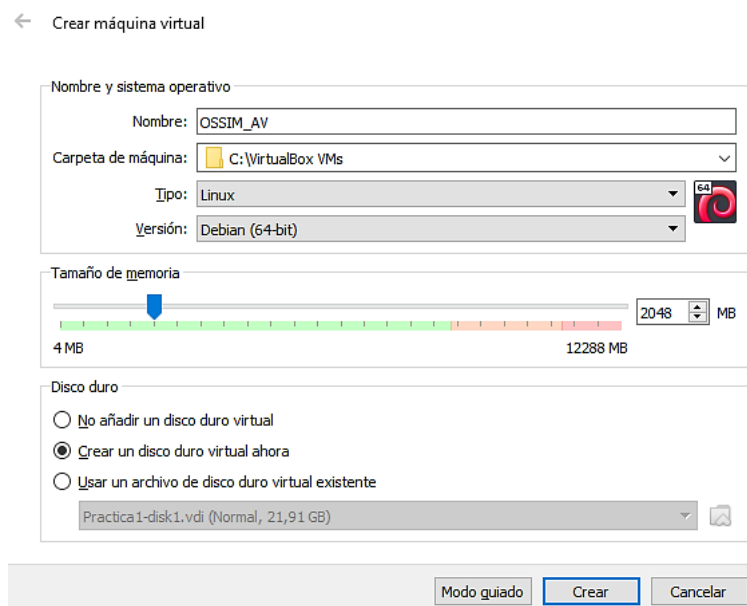 Crear máquina virtual
Nombre y sistema operativo
Nombre: OSSIM_AV
Carpeta de máquina: C:\VirtualBox VMs
Tipo: Linux
64
Versión: Debian (64-bit)
Tamaño de memoria
2048 MB
4 MB 12288 MB
Disco duro
No añadir un disco duro virtual
Crear un disco duro virtual ahora
Usar un archivo de disco duro virtual existente
Practica1-disk1.vdi (Normal, 21,91 GB)
Modo guiado Crear Cancelar